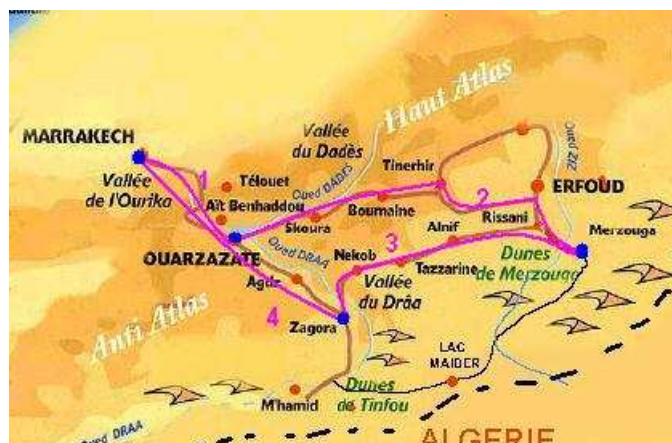 Haut Atlas
MARRAKECH
Vallée
du Dadès
Oued ZIZ
Vallée
de l'Ourika
1
Télouet
Tinerhir
Oued DADÈS
Aït Benhaddou
2
ERFOUD
Boumalne
Skoura
Rissani
OUARZAZATE
Oued DRAA
3
Alnif
Merzouga
Nekob
Dunes
de Merzouga
Agdz
Tazzarine
Vallée
du Drâa
4
Anti Atlas
Zagora
LAC
MAIDER
M'hamid
Dunes
de Tinfou
Oued DRAA
ALGERIE